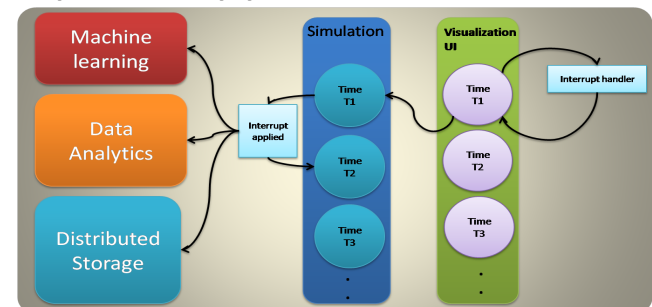 Machine
learning
Data
Analytics
Distributed
Storage
Interrupt
applied
Simulation
Time
T1
Time
T2
Time
T3
.
.
Visualization
UI
Time
T1
Time
T2
Time
T3
.
.
Interrupt handler